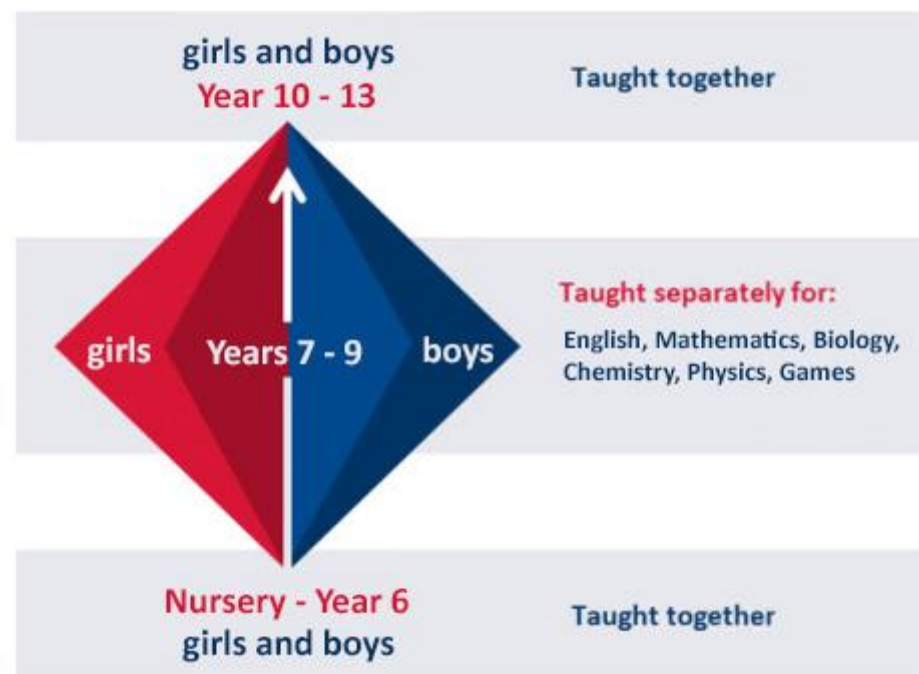 girls and boys
Year 10 - 13
Taught together
girls
Years 7 - 9
boys
Taught separately for:
English, Mathematics, Biology,
Chemistry, Physics, Games
Nursery - Year 6
girls and boys
Taught together